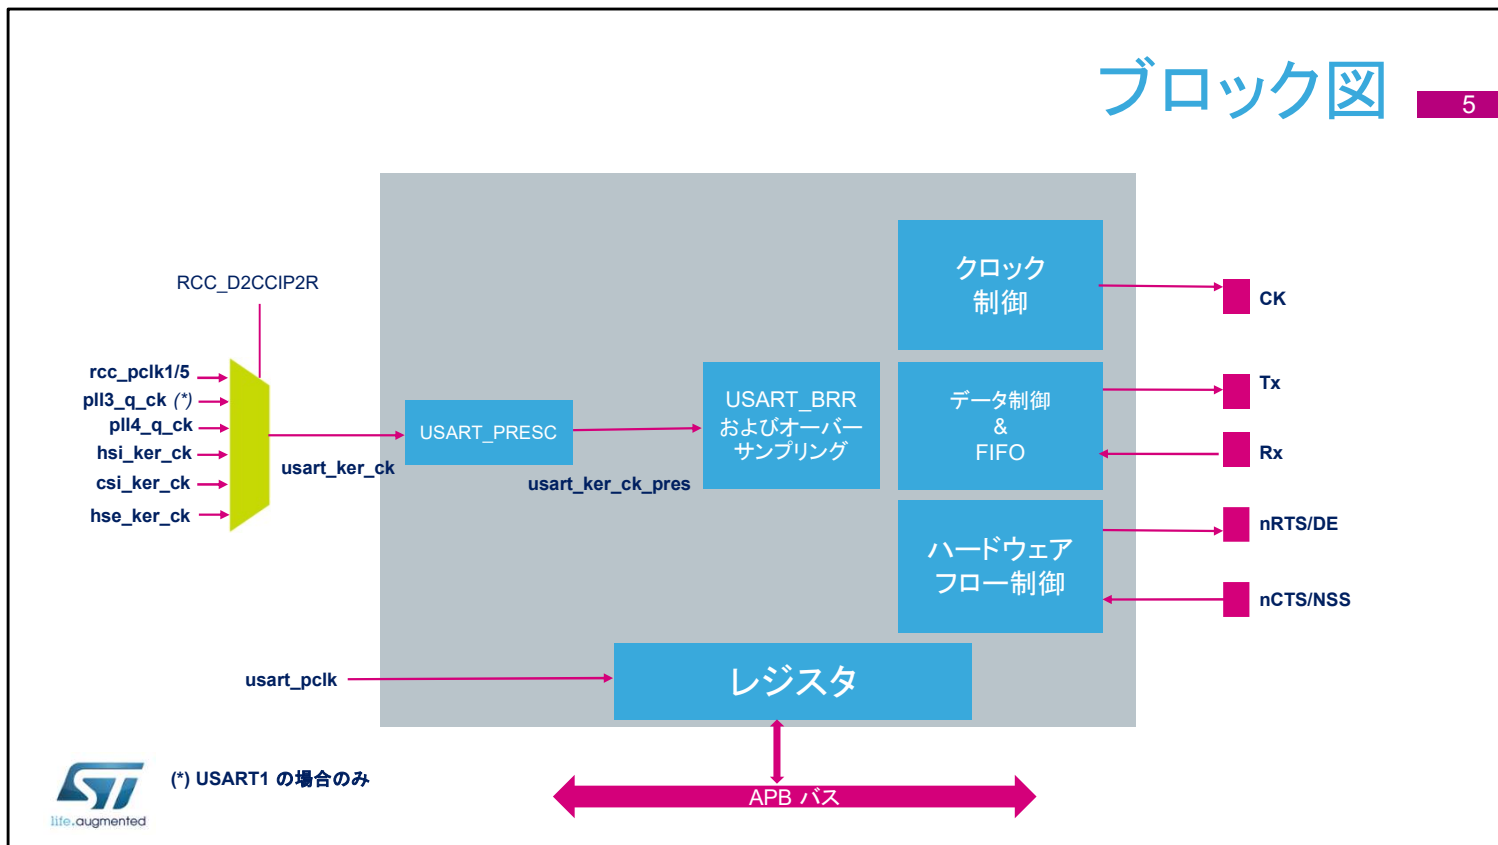 ブロック図
5
RCC_D2CCIP2R
rcc_pclk1/5
pll3_q_ck (*)
pll4_q_ck
hsi_ker_ck
csi_ker_ck
hse_ker_ck
usart_ker_ck
USART_PRESC
usart_ker_ck_pres
USART_BRR
およびオーバー
サンプリング
クロック
制御
データ制御
&
FIFO
ハードウェア
フロー制御
CK
Tx
Rx
nRTS/DE
nCTS/NSS
usart_pclk
レジスタ
APB バス
(*) USART1 の場合のみ
ST
life.augmented